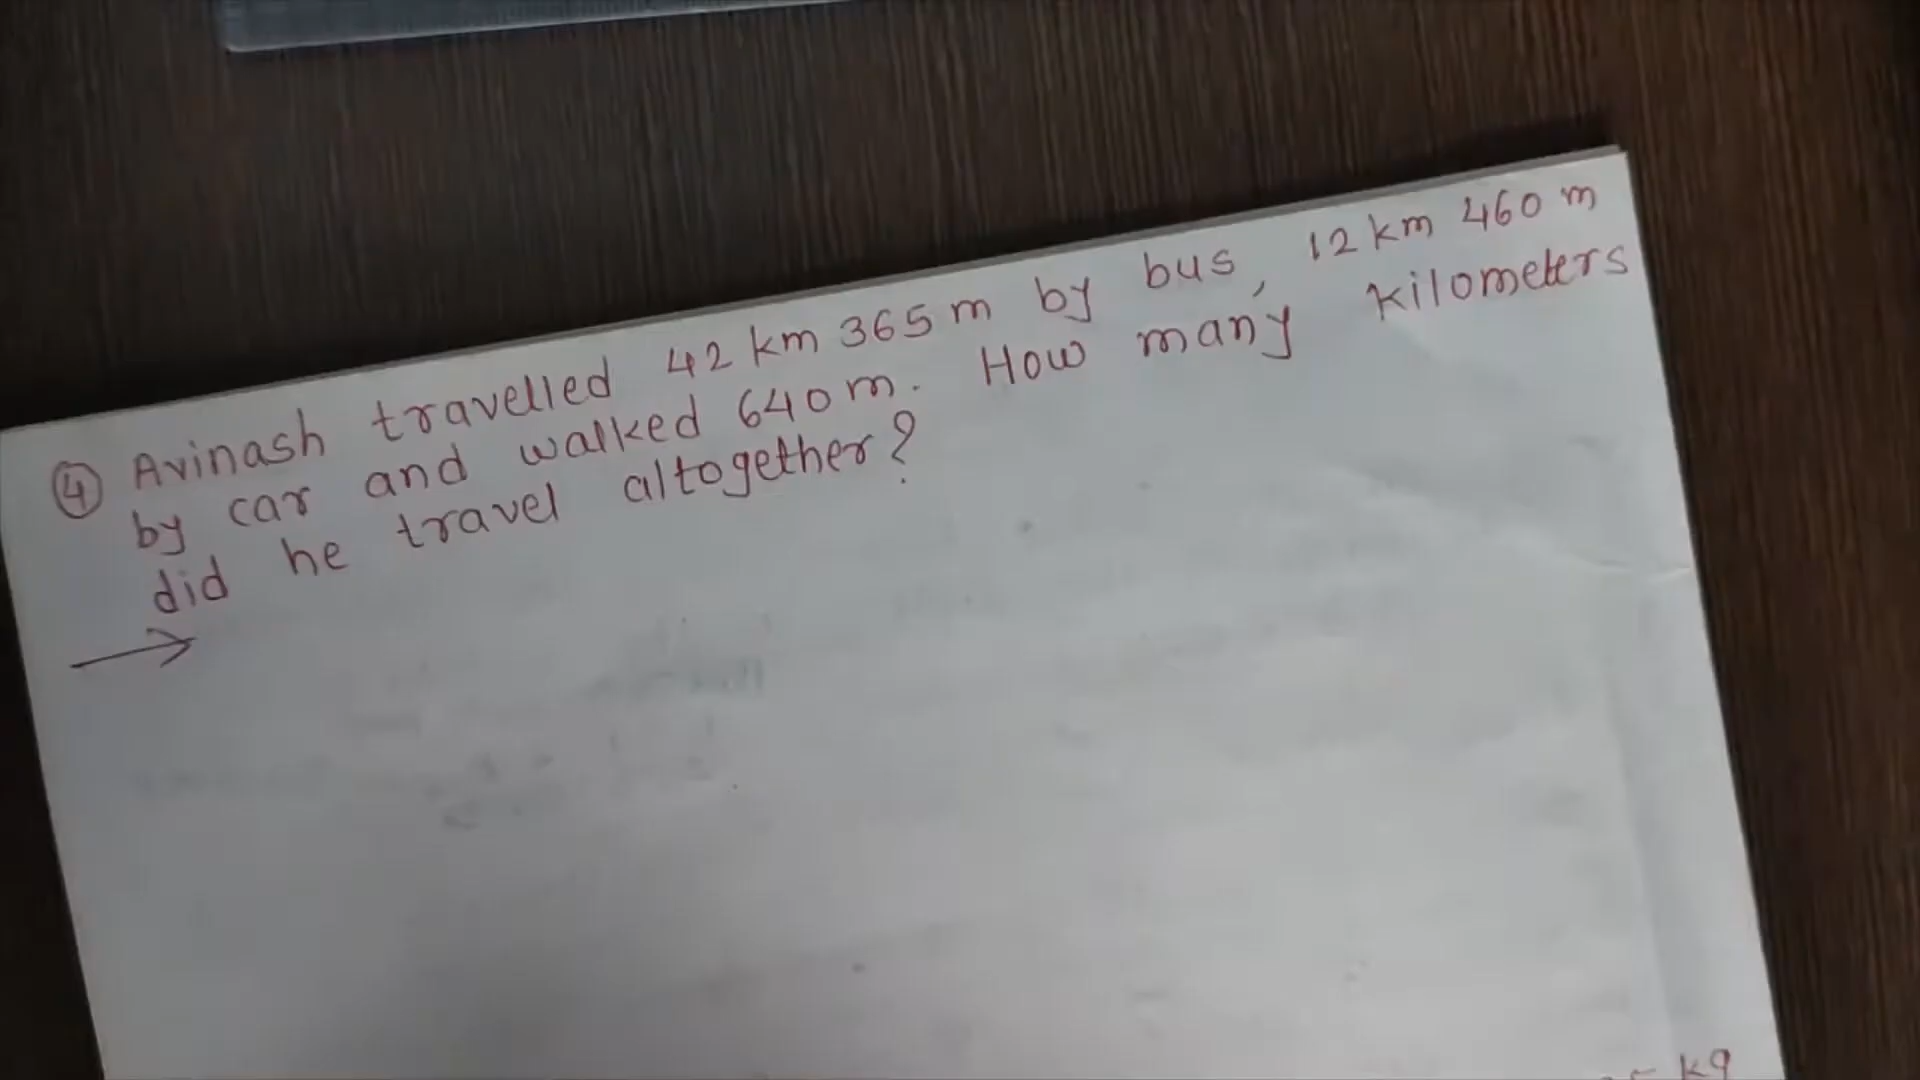 ④ Avinash travelled 42 km 365 m by bus, 12 km 460 m
by car and walked 640 m. How many kilometers
did he travel altogether?
→
kg